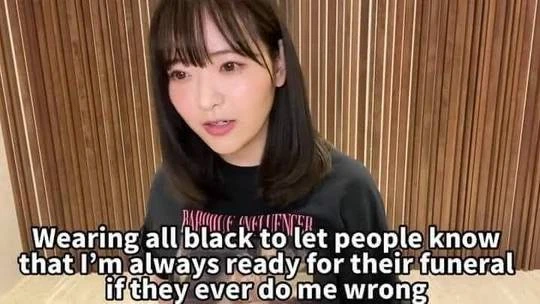 INFLUENCER
Wearing all black to let people know
that I’m always ready for their funeral
if they ever do me wrong